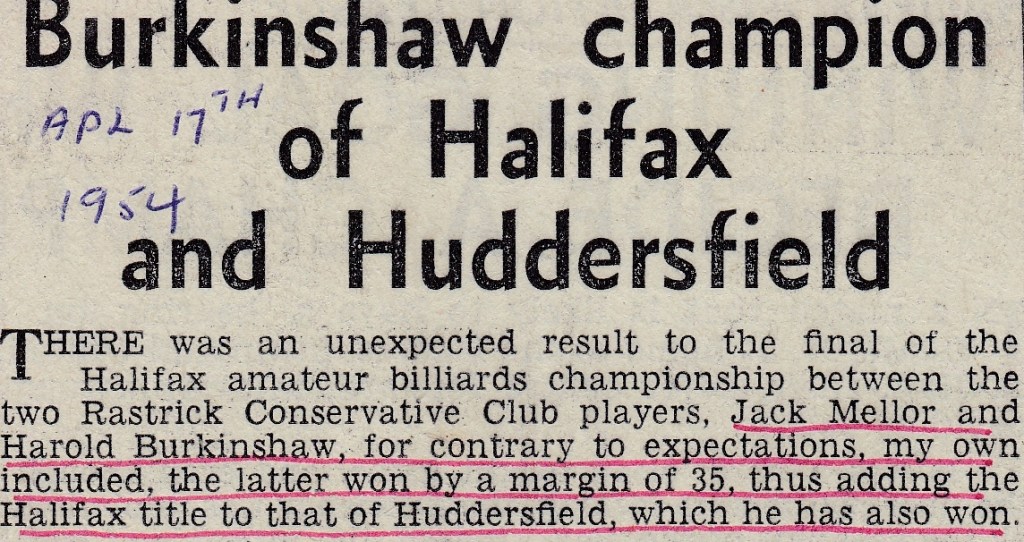 Burkinshaw champion
APL 17TH
of Halifax
1954
and Huddersfield
THERE was an unexpected result to the final of the
Halifax amateur billiards championship between the
two Rastrick Conservative Club players, Jack Mellor and
Harold Burkinshaw, for contrary to expectations, my own
included, the latter won by a margin of 35, thus adding the
Halifax title to that of Huddersfield, which he has also won.